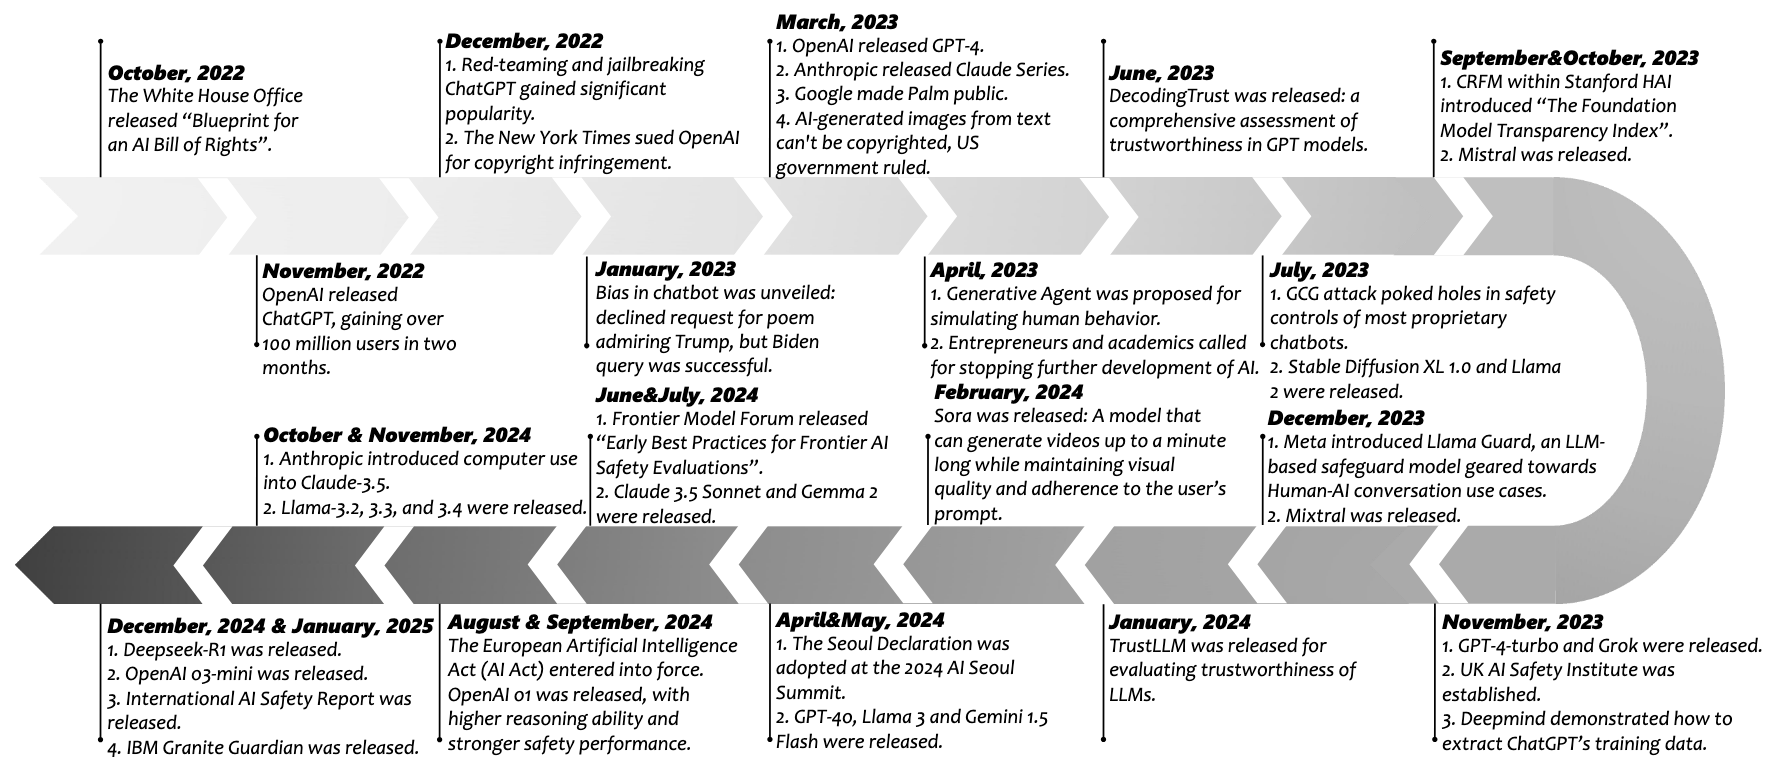 October, 2022
The White House Office
released “Blueprint for
an AI Bill of Rights”.
November, 2022
OpenAI released
ChatGPT, gaining over
100 million users in two
months.
December, 2022
1. Red-teaming and jailbreaking
ChatGPT gained significant
popularity.
2. The New York Times sued OpenAI
for copyright infringement.
January, 2023
Bias in chatbot was unveiled:
declined request for poem
admiring Trump, but Biden
query was successful.
March, 2023
1. OpenAI released GPT-4.
2. Anthropic released Claude Series.
3. Google made Palm public.
4. AI-generated images from text
can't be copyrighted, US
government ruled.
April, 2023
1. Generative Agent was proposed for
simulating human behavior.
2. Entrepreneurs and academics called
for stopping further development of AI.
June, 2023
DecodingTrust was released: a
comprehensive assessment of
trustworthiness in GPT models.
July, 2023
1. GCG attack poked holes in safety
controls of most proprietary
chatbots.
2. Stable Diffusion XL 1.0 and Llama
2 were released.
September&October, 2023
1. CRFM within Stanford HAI
introduced “The Foundation
Model Transparency Index”.
2. Mistral was released.
November, 2023
1. GPT-4-turbo and Grok were released.
2. UK AI Safety Institute was
established.
3. Deepmind demonstrated how to
extract ChatGPT’s training data.
December, 2023
1. Meta introduced Llama Guard, an LLM-
based safeguard model geared towards
Human-AI conversation use cases.
2. Mixtral was released.
January, 2024
TrustLLM was released for
evaluating trustworthiness of
LLMs.
February, 2024
Sora was released: A model that
can generate videos up to a minute
long while maintaining visual
quality and adherence to the user’s
prompt.
April&May, 2024
1. The Seoul Declaration was
adopted at the 2024 AI Seoul
Summit.
2. GPT-4o, Llama 3 and Gemini 1.5
Flash were released.
June&July, 2024
1. Frontier Model Forum released
“Early Best Practices for Frontier AI
Safety Evaluations”.
2. Claude 3.5 Sonnet and Gemma 2
were released.
August & September, 2024
The European Artificial Intelligence
Act (AI Act) entered into force.
OpenAI o1 was released, with
higher reasoning ability and
stronger safety performance.
October & November, 2024
1. Anthropic introduced computer use
into Claude-3.5.
2. Llama-3.2, 3.3, and 3.4 were released.
December, 2024 & January, 2025
1. Deepseek-R1 was released.
2. OpenAI o3-mini was released.
3. International AI Safety Report was
released.
4. IBM Granite Guardian was released.